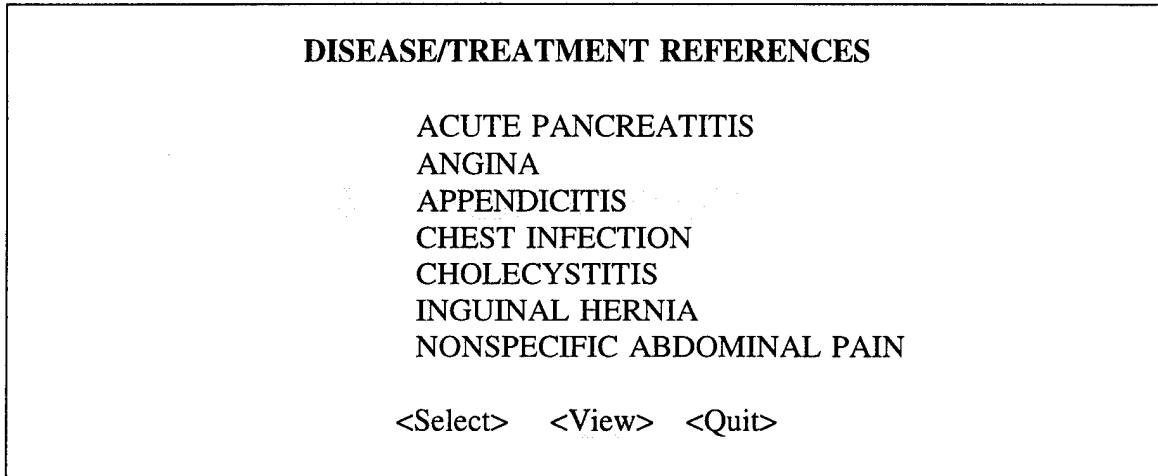 DISEASE/TREATMENT REFERENCES
ACUTE PANCREATITIS
ANGINA
APPENDICITIS
CHEST INFECTION
CHOLECYSTITIS
INGUINAL HERNIA
NONSPECIFIC ABDOMINAL PAIN
<Select> <View> <Quit>